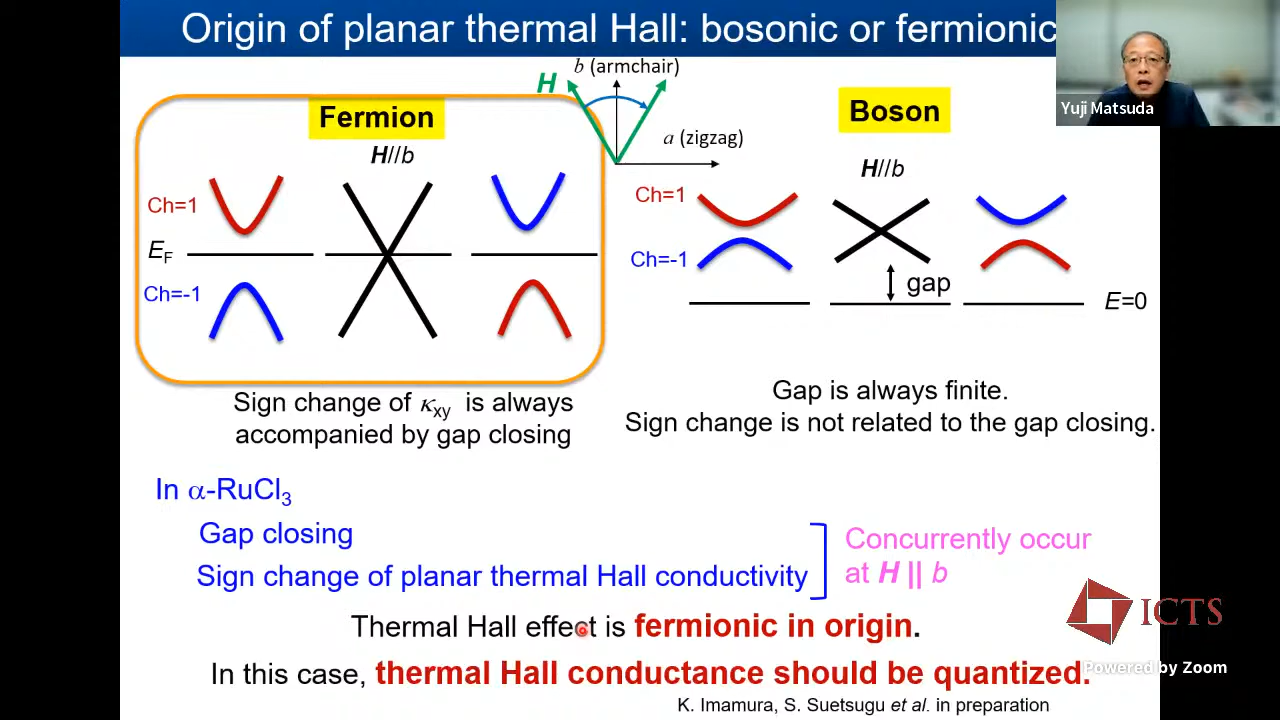 Origin of planar thermal Hall: bosonic or fermionic
Yuji Matsuda
H
b (armchair)
a (zigzag)
Fermion
H//b
Ch=1
EF
Ch=-1
Sign change of κxy is always
accompanied by gap closing
Boson
H//b
Ch=1
Ch=-1
gap
E=0
Gap is always finite.
Sign change is not related to the gap closing.
In α-RuCl3
Gap closing
Sign change of planar thermal Hall conductivity
Concurrently occur
at H || b
Thermal Hall effect is fermionic in origin.
In this case, thermal Hall conductance should be quantized.
K. Imamura, S. Suetsugu et al. in preparation
ICTS
Powered by Zoom